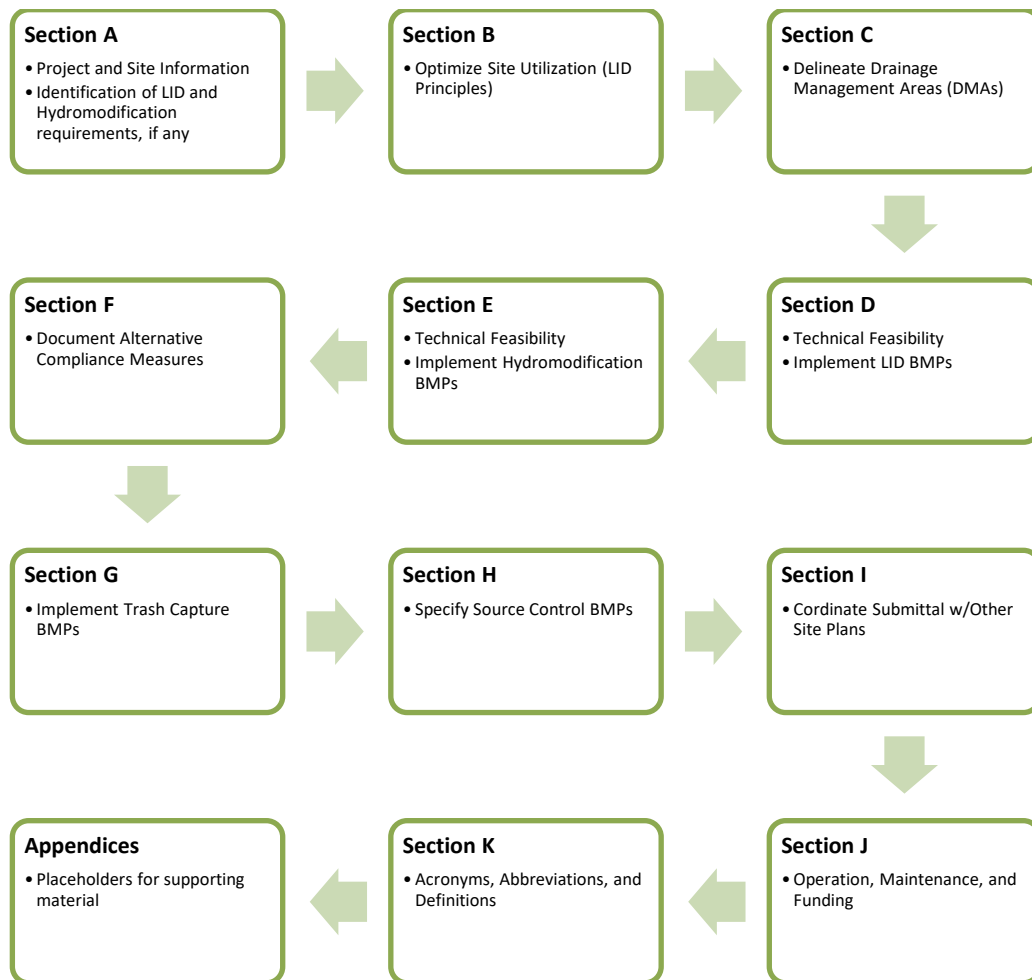 Section A
• Project and Site Information
• Identification of LID and
Hydromodification
requirements, if any
Section B
• Optimize Site Utilization (LID
Principles)
Section C
• Delineate Drainage
Management Areas (DMAs)
Section D
• Technical Feasibility
• Implement LID BMPs
Section E
• Technical Feasibility
• Implement Hydromodification
BMPs
Section F
• Document Alternative
Compliance Measures
Section G
• Implement Trash Capture
BMPs
Section H
• Specify Source Control BMPs
Section I
• Cordinate Submittal w/Other
Site Plans
Section J
• Operation, Maintenance, and
Funding
Section K
• Acronyms, Abbreviations, and
Definitions
Appendices
• Placeholders for supporting
material